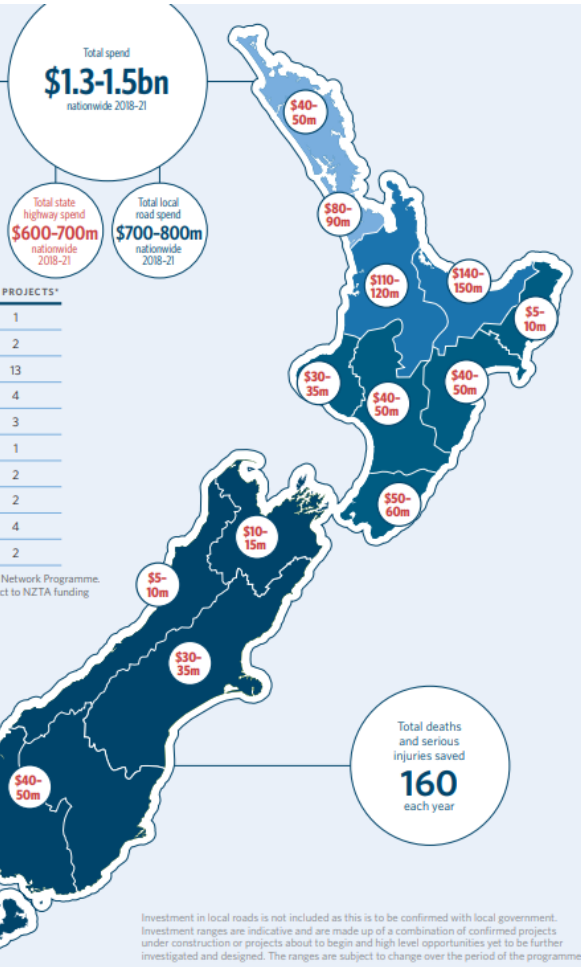 Total spend
$1.3-1.5bn
nationwide 2018-21
Total state
highway spend
$600-700m
nationwide
2018-21
Total local
road spend
$700-800m
nationwide
2018-21
PROJECTS*
1
2
13
4
3
1
2
2
4
2
Network Programme.
ct to NZTA funding
$40-
50m
$80-
90m
$110-
120m
$140-
150m
$5-
10m
$30-
35m
$40-
50m
$40-
50m
$50-
60m
$10-
15m
$5-
10m
$30-
35m
$40-
50m
Total deaths
and serious
injuries saved
160
each year
Investment in local roads is not included as this is to be confirmed with local government.
Investment ranges are indicative and are made up of a combination of confirmed projects
under construction or projects about to begin and high level opportunities yet to be further
investigated and designed. The ranges are subject to change over the period of the programme